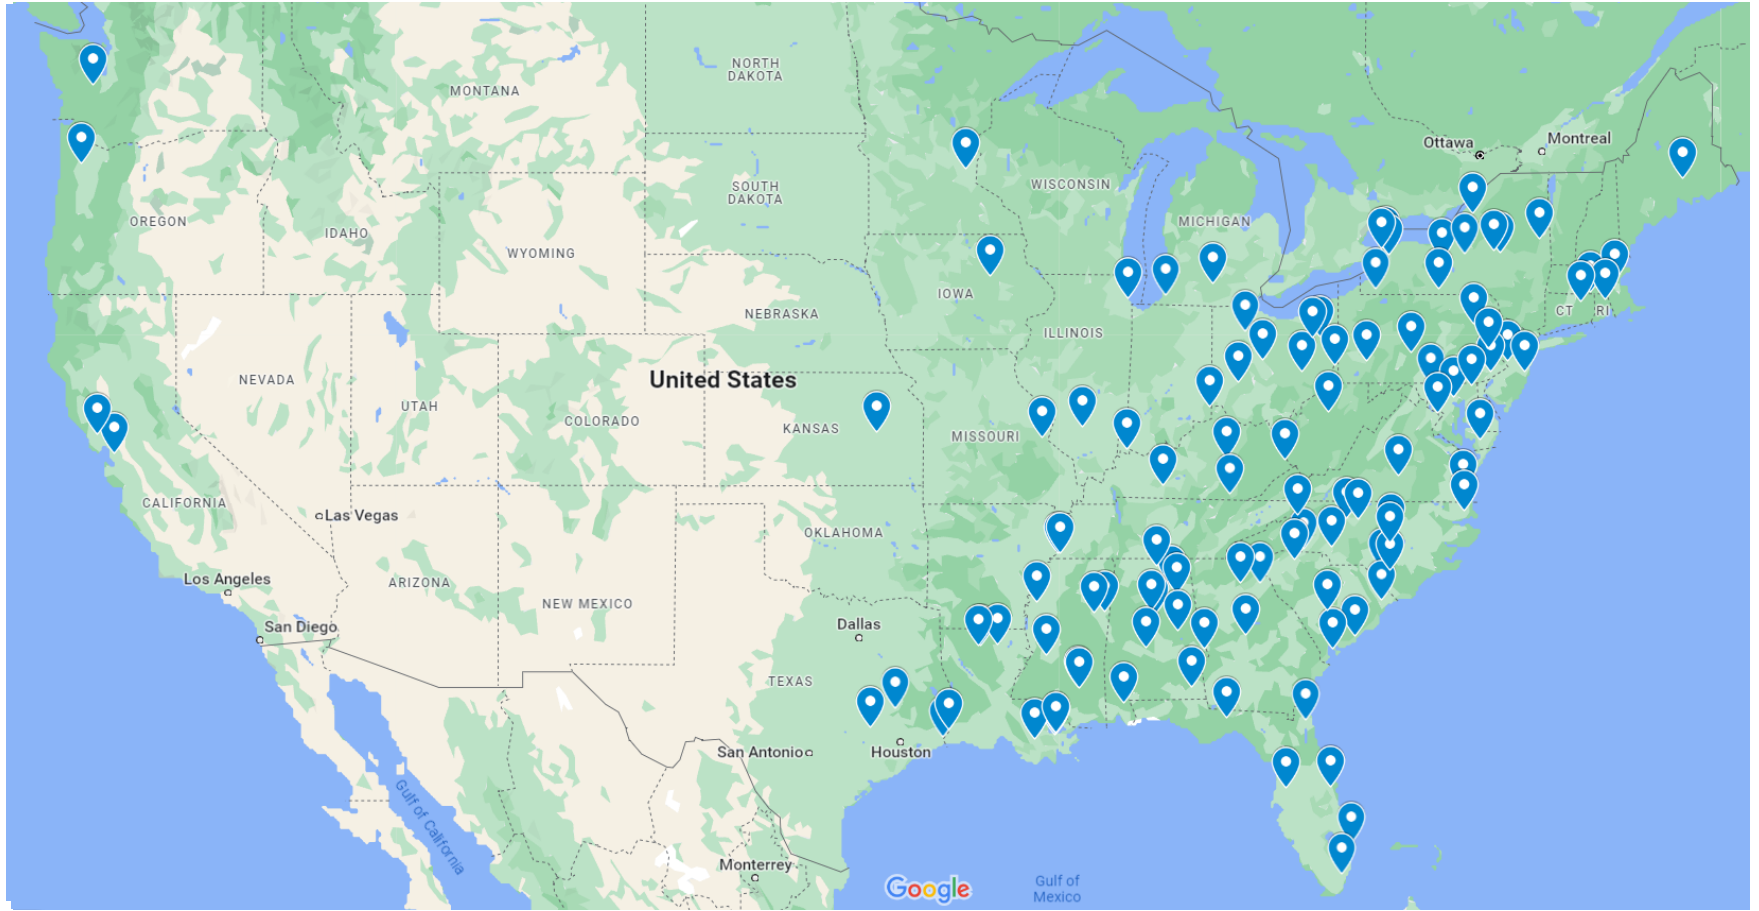 NORTH
DAKOTA
MONTANA
Ottawa
Montreal
SOUTH
DAKOTA
WISCONSIN
OREGON
MICHIGAN
IDAHO
WYOMING
IOWA
NEBRASKA
CT
RI
ILLINOIS
United States
NEVADA
UTAH
COLORADO
KANSAS
MISSOURI
CALIFORNIA
Las Vegas
OKLAHOMA
Los Angeles
ARIZONA
NEW MEXICO
San Diego
Dallas
TEXAS
San Antonio
Houston
Gulf of California
Monterrey
Google
Gulf of
Mexico